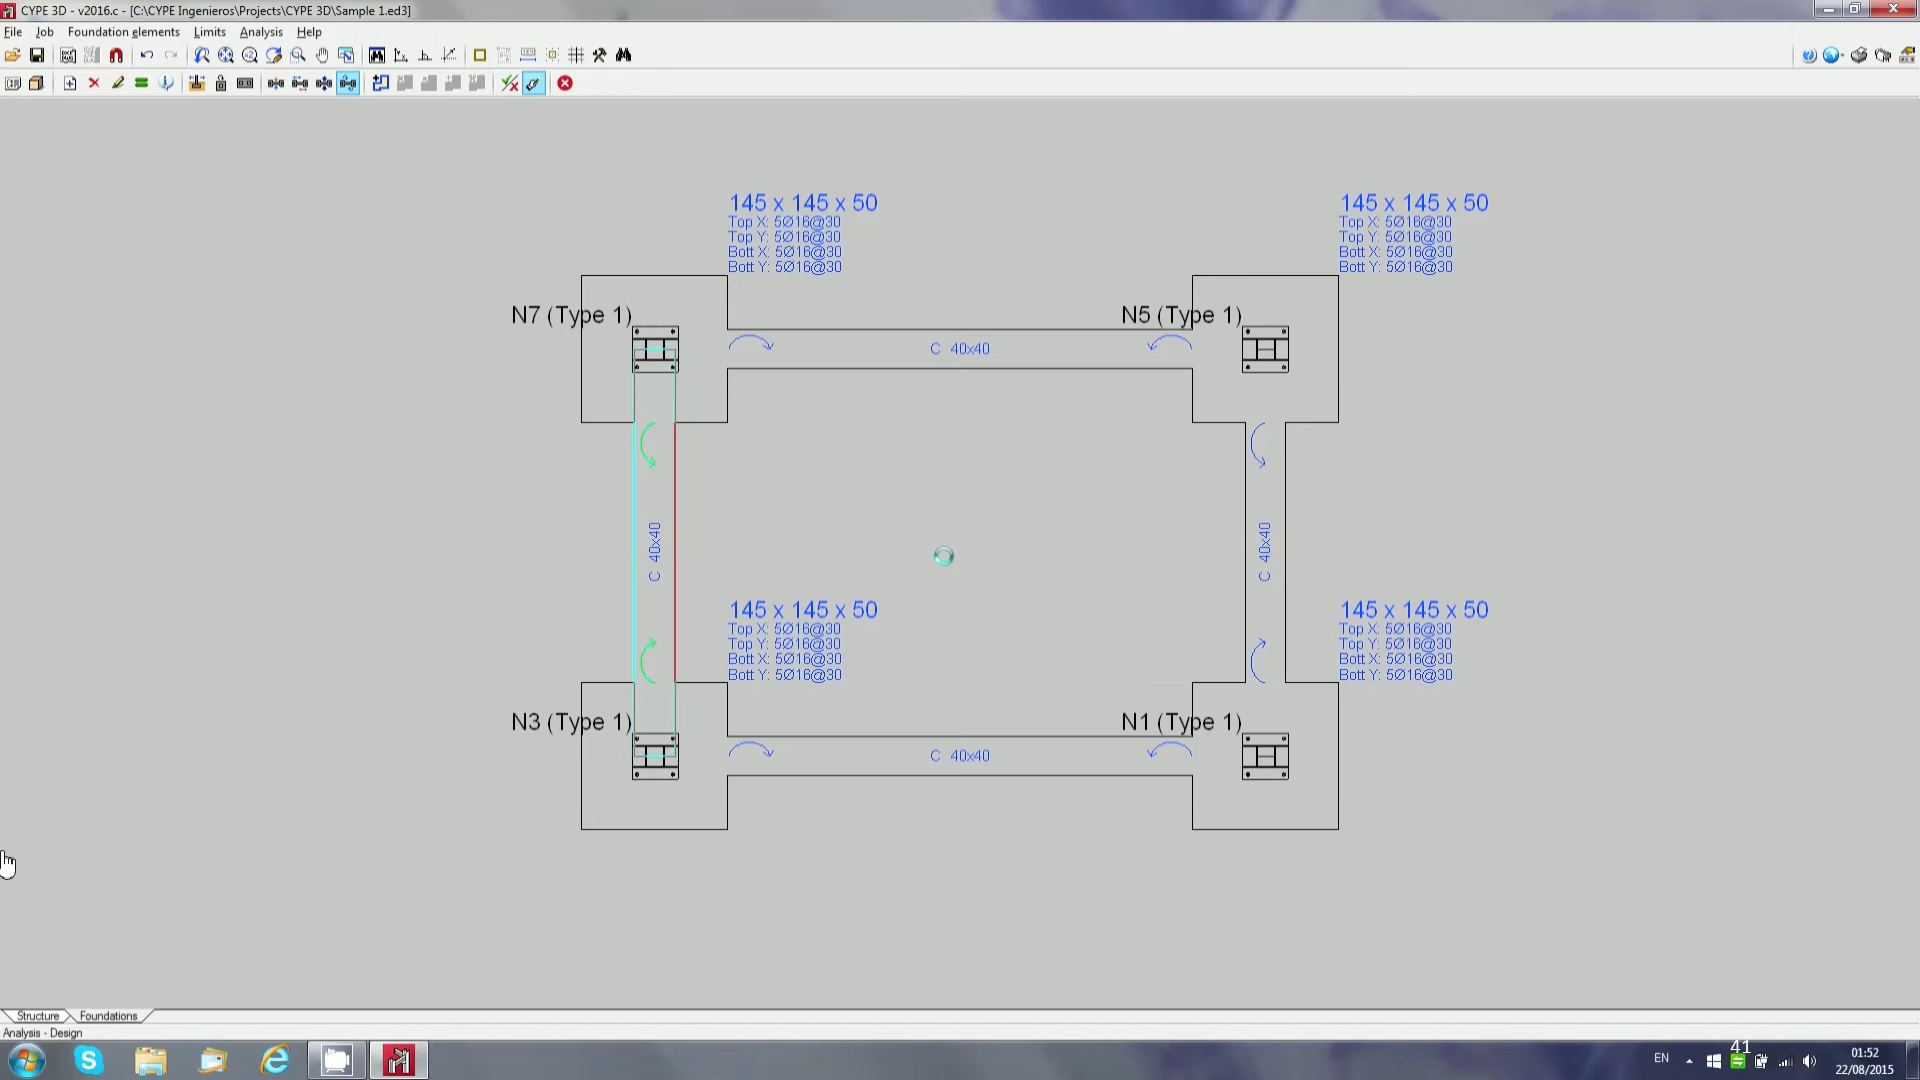 CYPE 3D - v2016.c - [C:\CYPE Ingenieros\Projects\CYPE 3D\Sample 1.ed3]
File Job Foundation elements Limits Analysis Help
145 x 145 x 50
Top X: 5Ø16@30
Top Y: 5Ø16@30
Bott X: 5Ø16@30
Bott Y: 5Ø16@30
145 x 145 x 50
Top X: 5Ø16@30
Top Y: 5Ø16@30
Bott X: 5Ø16@30
Bott Y: 5Ø16@30
N7 (Type 1)
N5 (Type 1)
C 40x40
C 40x40
C 40x40
145 x 145 x 50
Top X: 5Ø16@30
Top Y: 5Ø16@30
Bott X: 5Ø16@30
Bott Y: 5Ø16@30
145 x 145 x 50
Top X: 5Ø16@30
Top Y: 5Ø16@30
Bott X: 5Ø16@30
Bott Y: 5Ø16@30
N3 (Type 1)
N1 (Type 1)
C 40x40
Structure Foundations
Analysis - Design
EN
41
01:52
22/08/2015